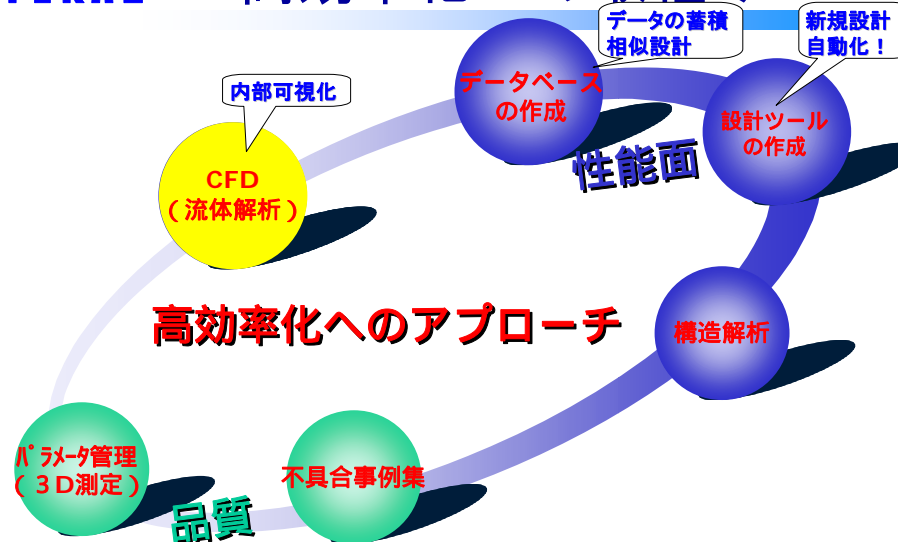 データの蓄積
相似設計
新規設計
自動化！
内部可視化
データベース
の作成
設計ツール
の作成
性能面
CFD
（流体解析）
高効率化へのアプローチ
構造解析
ﾊﾟﾗﾒｰﾀ管理
（３D測定）
不具合事例集
品質